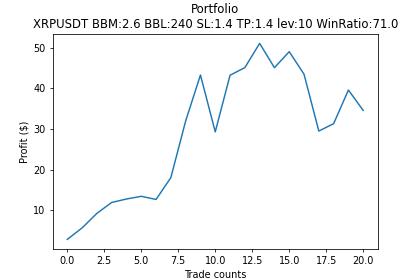 Portfolio
XRPUSDT BBM:2.6 BBL:240 SL:1.4 TP:1.4 lev:10 WinRatio:71.0
50
40
30
20
10
Profit ($)
0.0 2.5 5.0 7.5 10.0 12.5 15.0 17.5 20.0
Trade counts